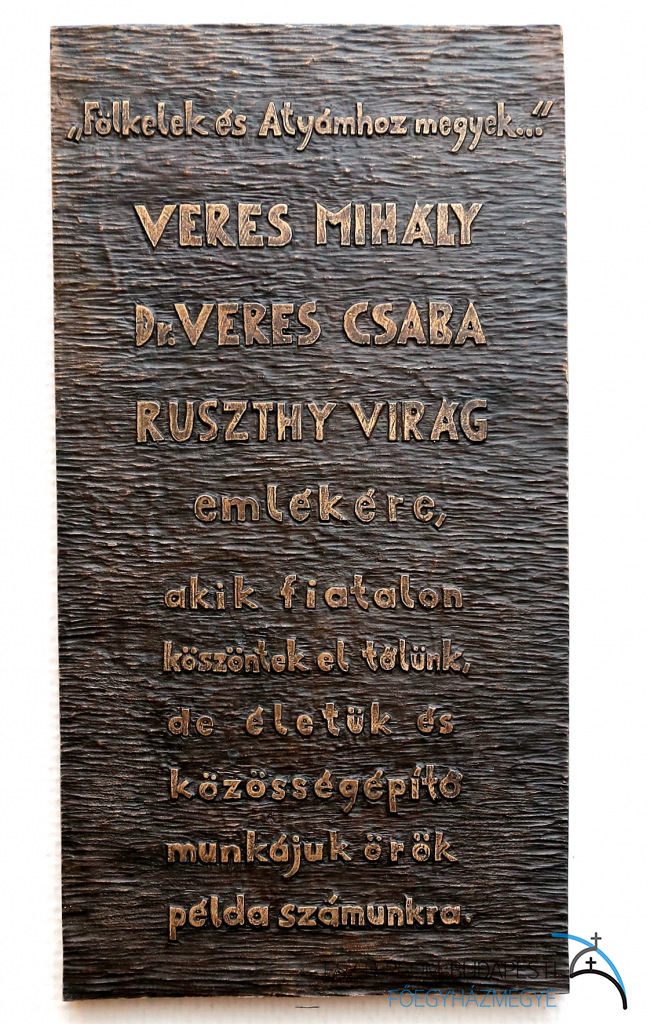 „Fölkelek és Atyámhoz megyek..."
VERES MIHÁLY
Dr. VERES CSABA
RUSZTHY VIRÁG
emlékére,
akik fiatalon
köszöntek el tőlünk,
de életük és
közösségépítő
munkájuk örök
példa számunkra.
BUDAPESTI
FŐEGYHÁZMEGYE